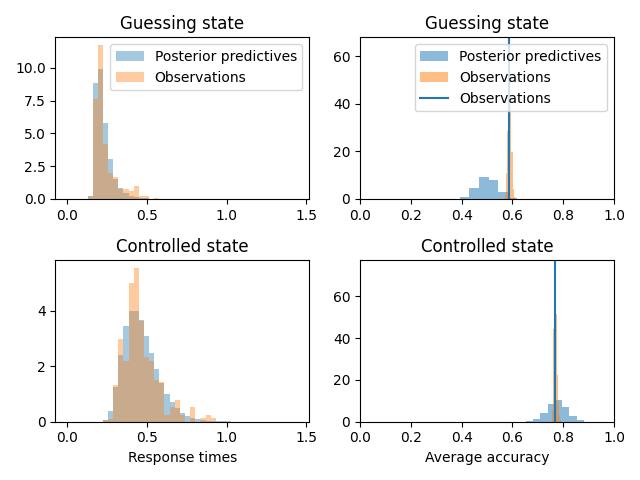 Guessing state
Posterior predictives
Observations
10.0
7.5
5.0
2.5
0.0
0.0 0.5 1.0 1.5
Guessing state
Posterior predictives
Observations
Observations
60
40
20
0
0.0 0.2 0.4 0.6 0.8 1.0
Controlled state
4
2
0
0.0 0.5 1.0 1.5
Response times
Controlled state
60
40
20
0
0.0 0.2 0.4 0.6 0.8 1.0
Average accuracy